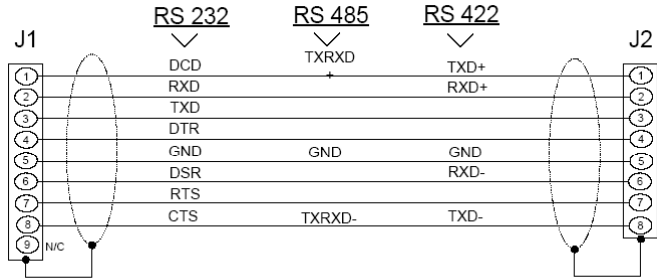 RS 232 RS 485 RS 422
J1 J2
DCD TXRXD TXD+
+
1 1
RXD RXD+
2 2
TXD
3 3
DTR
4 4
GND GND GND
5 5
DSR RXD-
6 6
RTS
7 7
CTS TXRXD- TXD-
8 8
9 N/C